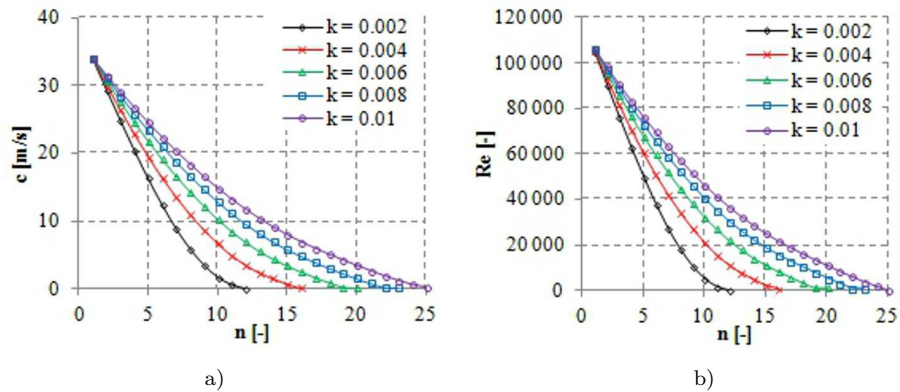 40
30
20
10
0
c [m/s]
0 5 10 15 20 25
n [-]
k = 0.002
k = 0.004
k = 0.006
k = 0.008
k = 0.01
a)
120 000
100 000
80 000
60 000
40 000
20 000
0
Re [-]
0 5 10 15 20 25
n [-]
k = 0.002
k = 0.004
k = 0.006
k = 0.008
k = 0.01
b)